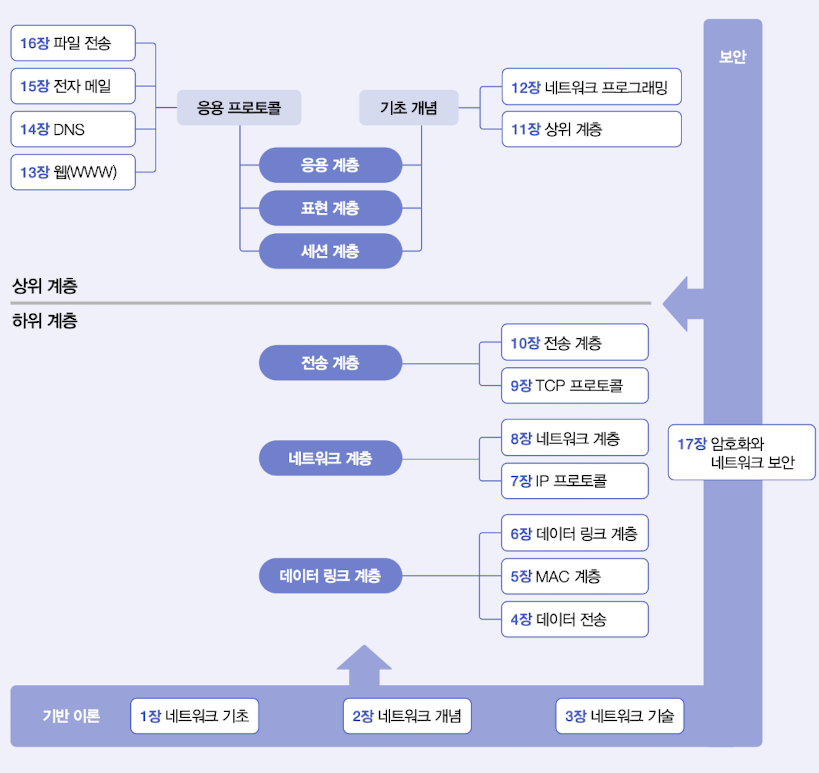 보안
16장 파일 전송
15장 전자 메일
14장 DNS
13장 웹(WWW)
응용 프로토콜
기초 개념
12장 네트워크 프로그래밍
11장 상위 계층
응용 계층
표현 계층
세션 계층
상위 계층
하위 계층
전송 계층
10장 전송 계층
9장 TCP 프로토콜
네트워크 계층
8장 네트워크 계층
7장 IP 프로토콜
17장 암호화와
네트워크 보안
데이터 링크 계층
6장 데이터 링크 계층
5장 MAC 계층
4장 데이터 전송
기반 이론
1장 네트워크 기초
2장 네트워크 개념
3장 네트워크 기술